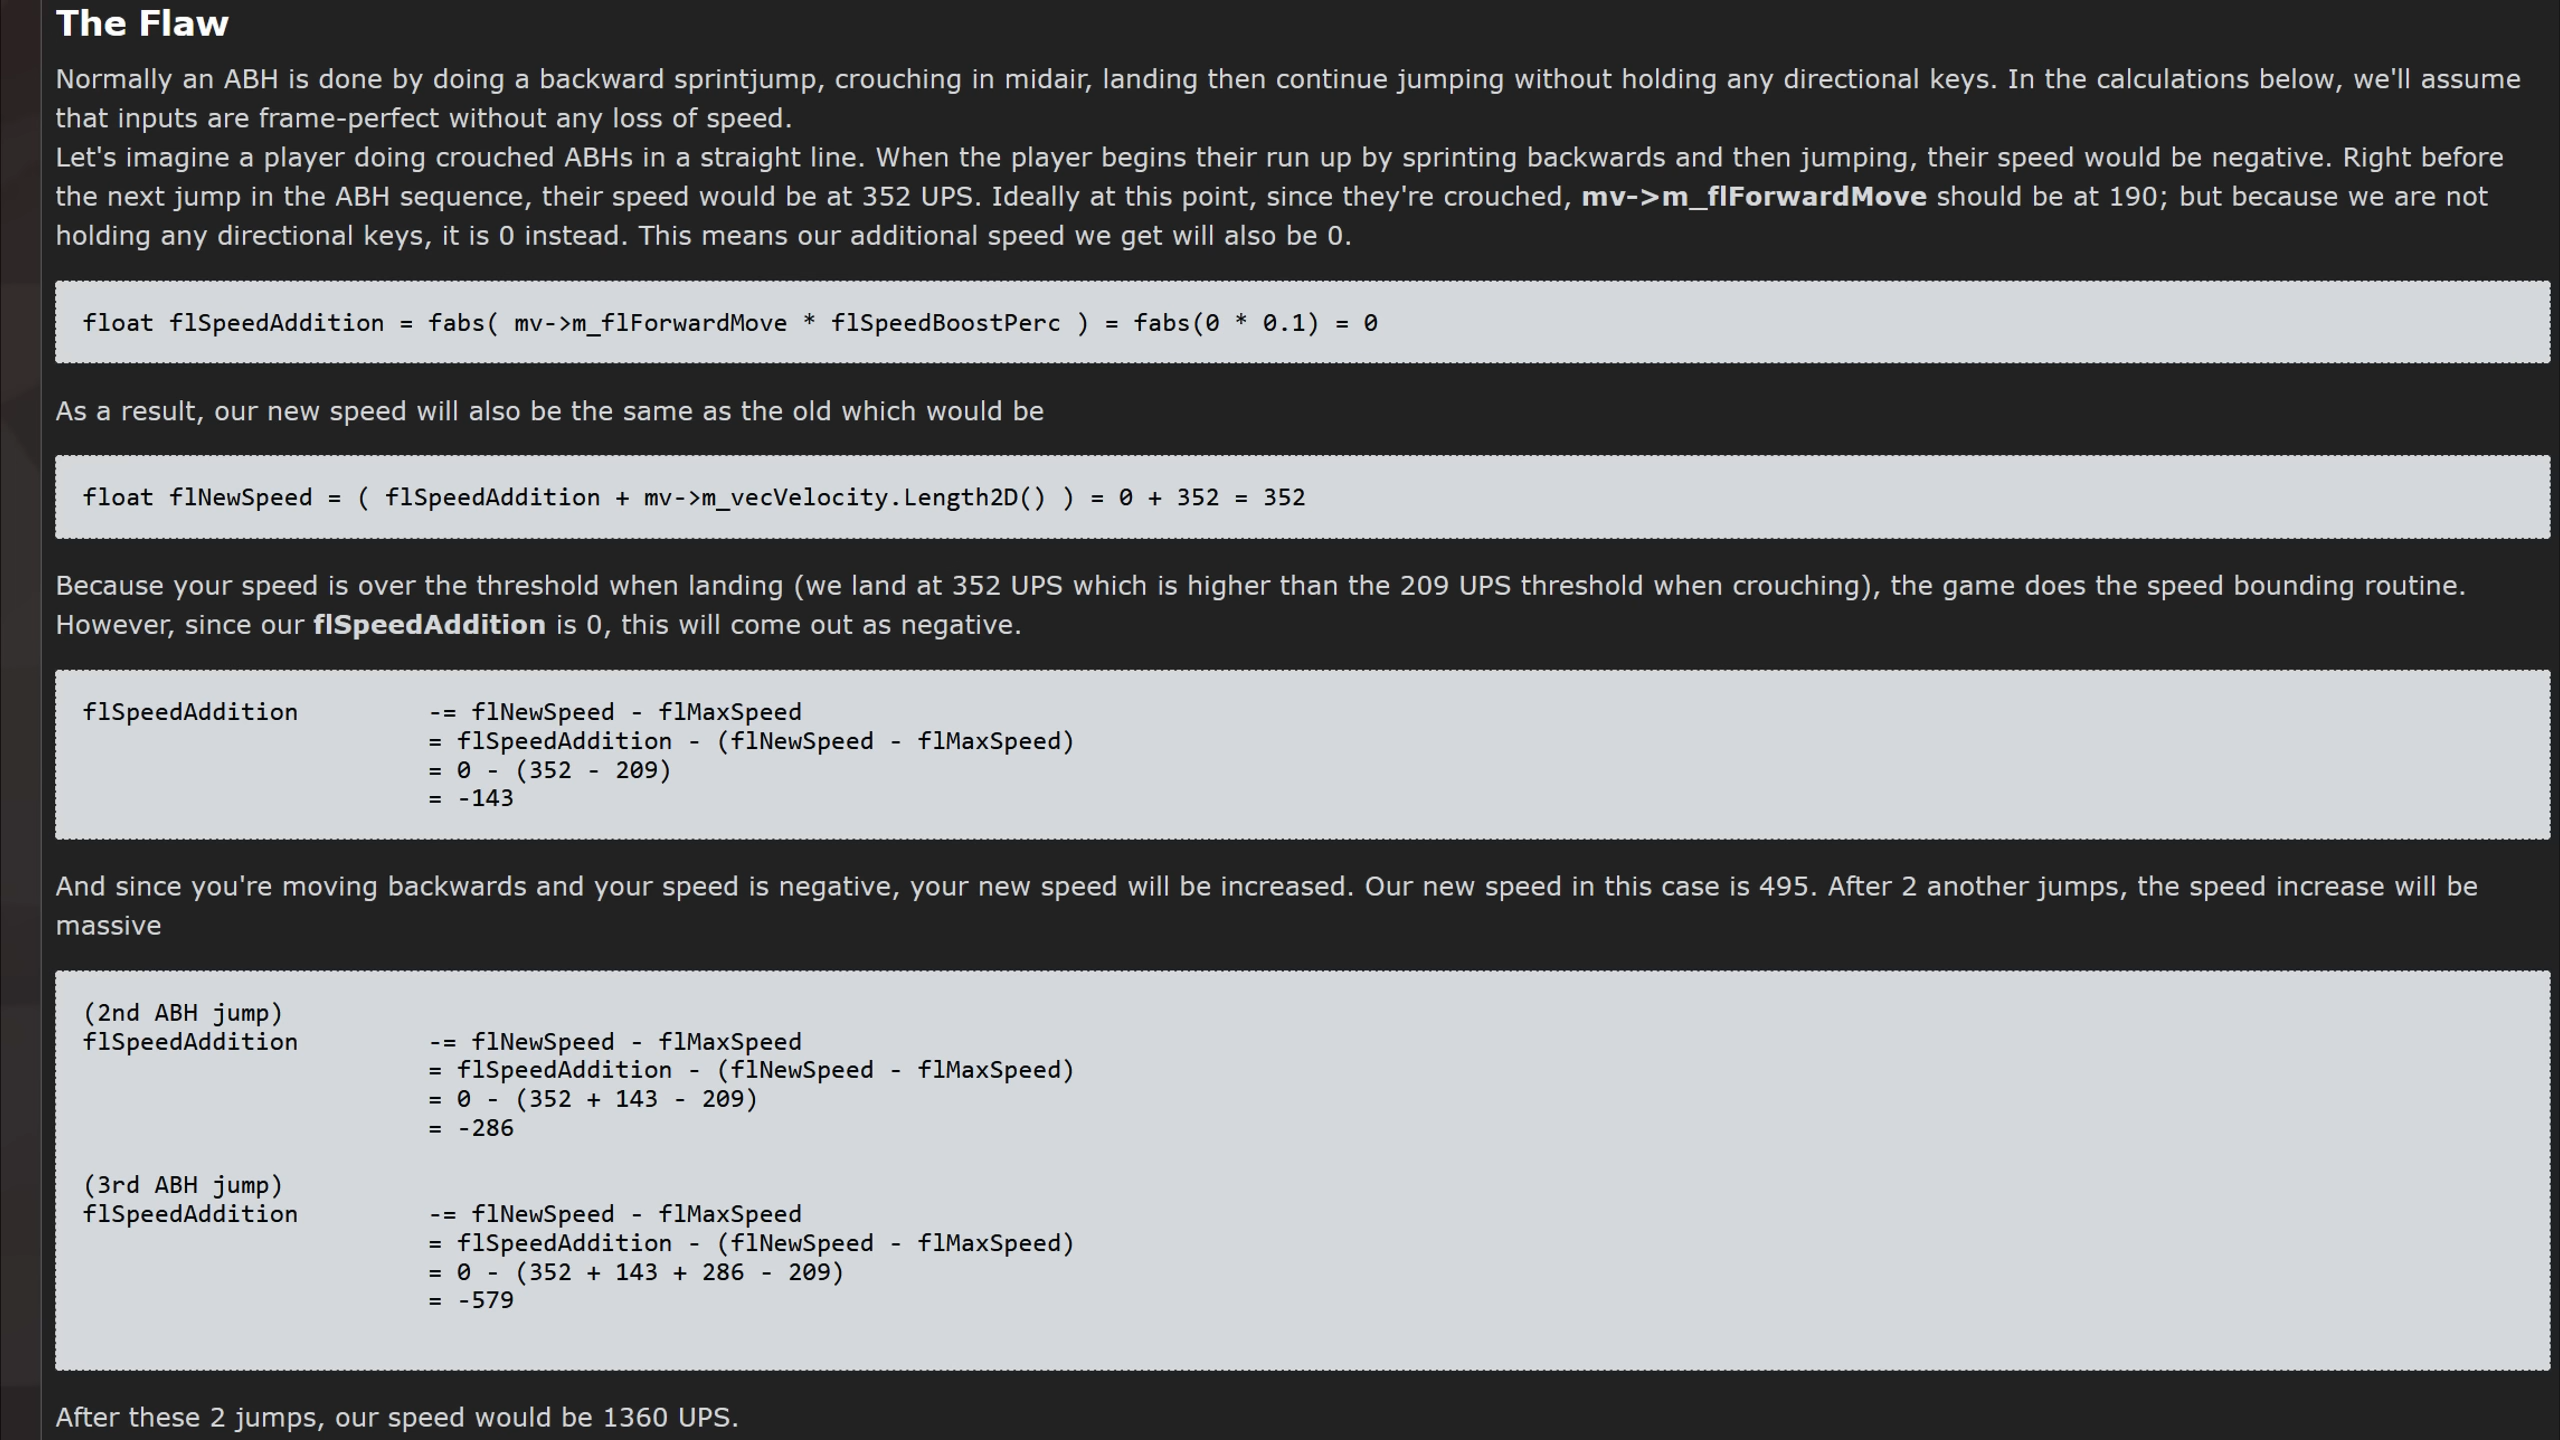 The Flaw
Normally an ABH is done by doing a backward sprintjump, crouching in midair, landing then continue jumping without holding any directional keys. In the calculations below, we'll assume
that inputs are frame-perfect without any loss of speed.
Let's imagine a player doing crouched ABHs in a straight line. When the player begins their run up by sprinting backwards and then jumping, their speed would be negative. Right before
the next jump in the ABH sequence, their speed would be at 352 UPS. Ideally at this point, since they're crouched, mv->m_flForwardMove should be at 190; but because we are not
holding any directional keys, it is 0 instead. This means our additional speed we get will also be 0.
float flSpeedAddition = fabs( mv->m_flForwardMove * flSpeedBoostPerc ) = fabs(0 * 0.1) = 0
As a result, our new speed will also be the same as the old which would be
float flNewSpeed = ( flSpeedAddition + mv->m_vecVelocity.Length2D() ) = 0 + 352 = 352
Because your speed is over the threshold when landing (we land at 352 UPS which is higher than the 209 UPS threshold when crouching), the game does the speed bounding routine.
However, since our flSpeedAddition is 0, this will come out as negative.
flSpeedAddition -= flNewSpeed - flMaxSpeed
= flSpeedAddition - (flNewSpeed - flMaxSpeed)
= 0 - (352 - 209)
= -143
And since you're moving backwards and your speed is negative, your new speed will be increased. Our new speed in this case is 495. After 2 another jumps, the speed increase will be
massive
(2nd ABH jump)
flSpeedAddition -= flNewSpeed - flMaxSpeed
= flSpeedAddition - (flNewSpeed - flMaxSpeed)
= 0 - (352 + 143 - 209)
= -286
(3rd ABH jump)
flSpeedAddition -= flNewSpeed - flMaxSpeed
= flSpeedAddition - (flNewSpeed - flMaxSpeed)
= 0 - (352 + 143 + 286 - 209)
= -579
After these 2 jumps, our speed would be 1360 UPS.